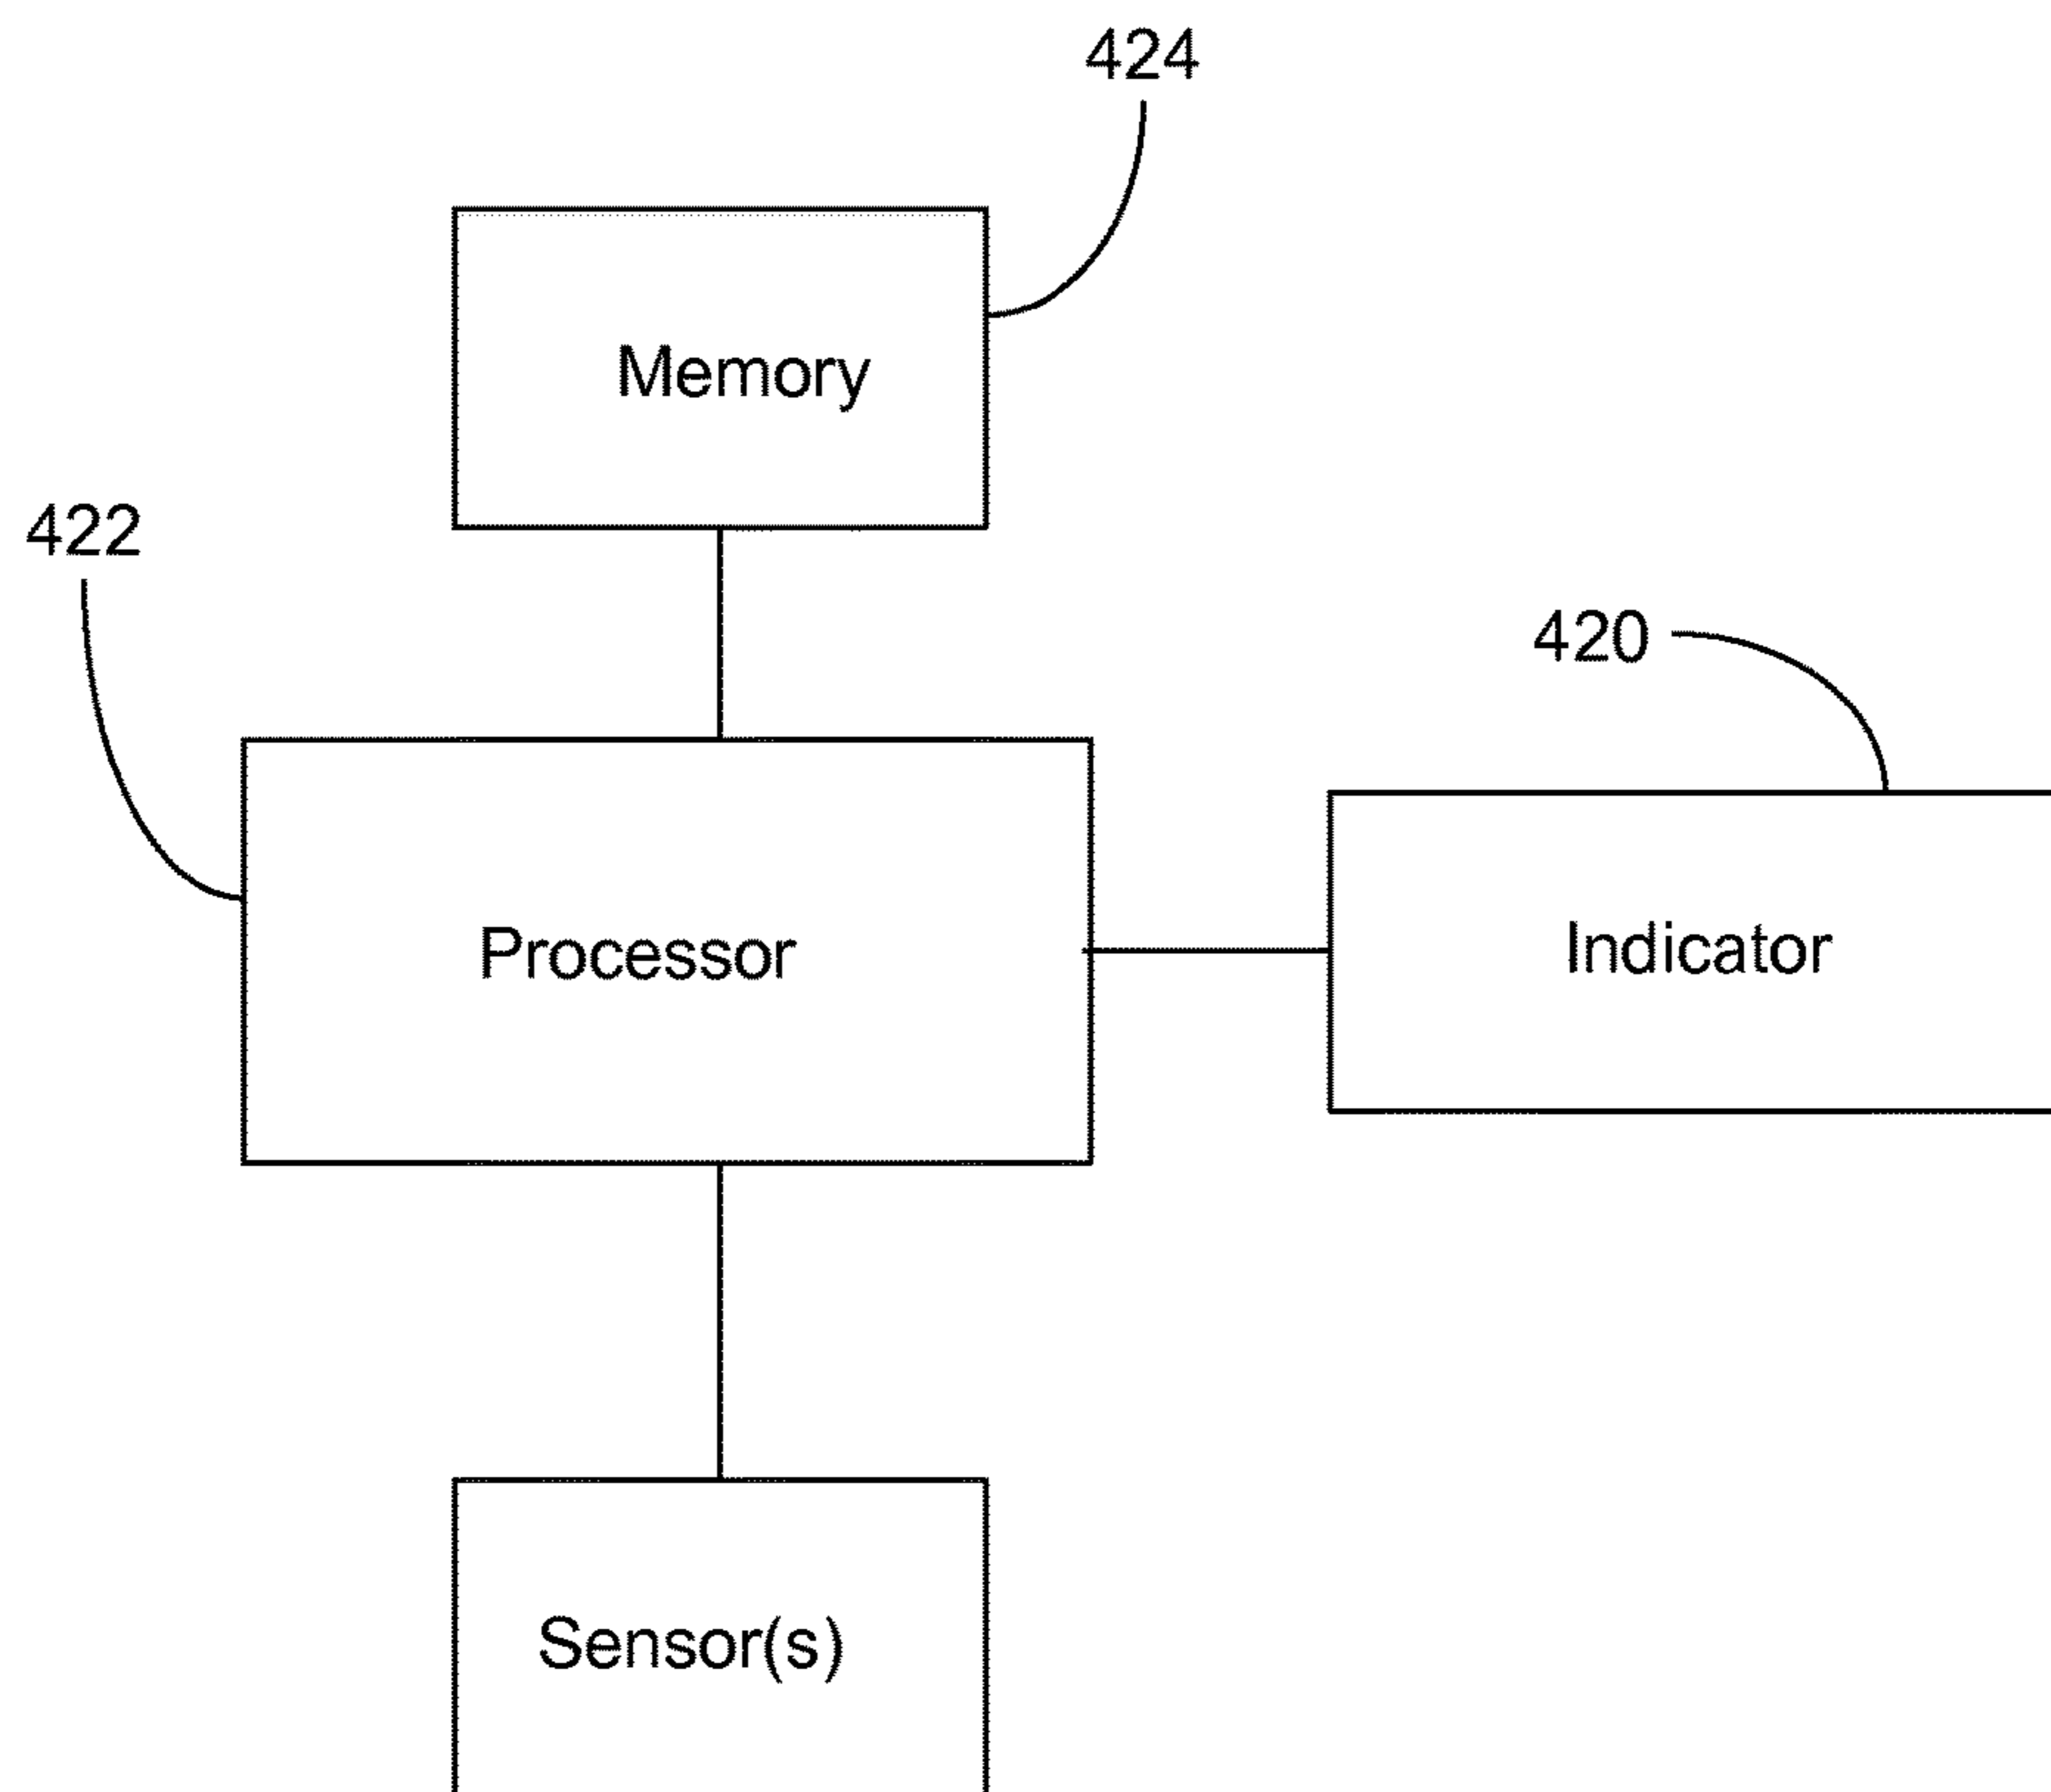 424
Memory
422
420
Processor
Indicator
Sensor(s)